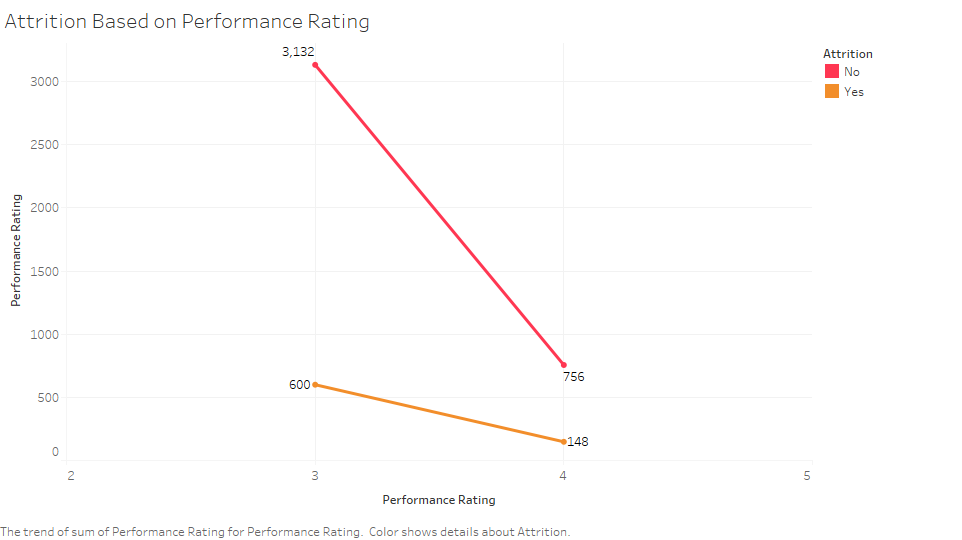 Attrition Based on Performance Rating
3,132
Attrition
No
Yes
3000
2500
2000
1500
1000
500
0
Performance Rating
756
600
148
2 3 4 5
Performance Rating
The trend of sum of Performance Rating for Performance Rating.  Color shows details about Attrition.